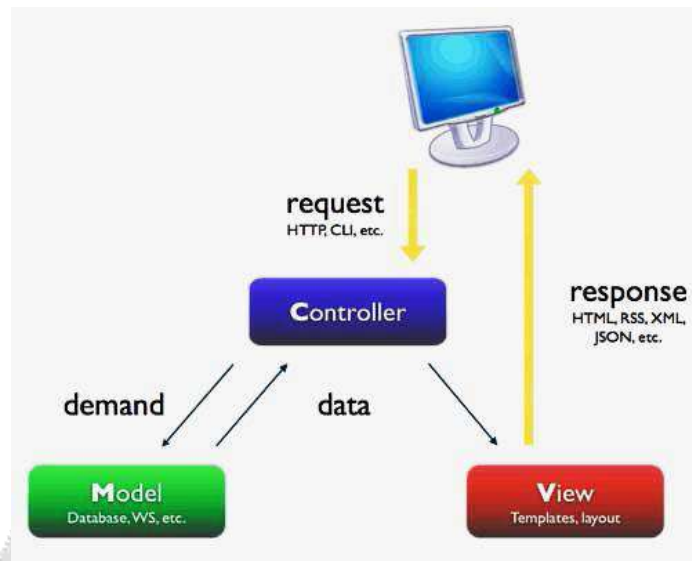 request
HTTP, CLI, etc.
Controller
response
HTML, RSS, XML,
JSON, etc.
demand
data
Model
Database, WS, etc.
View
Templates, layout